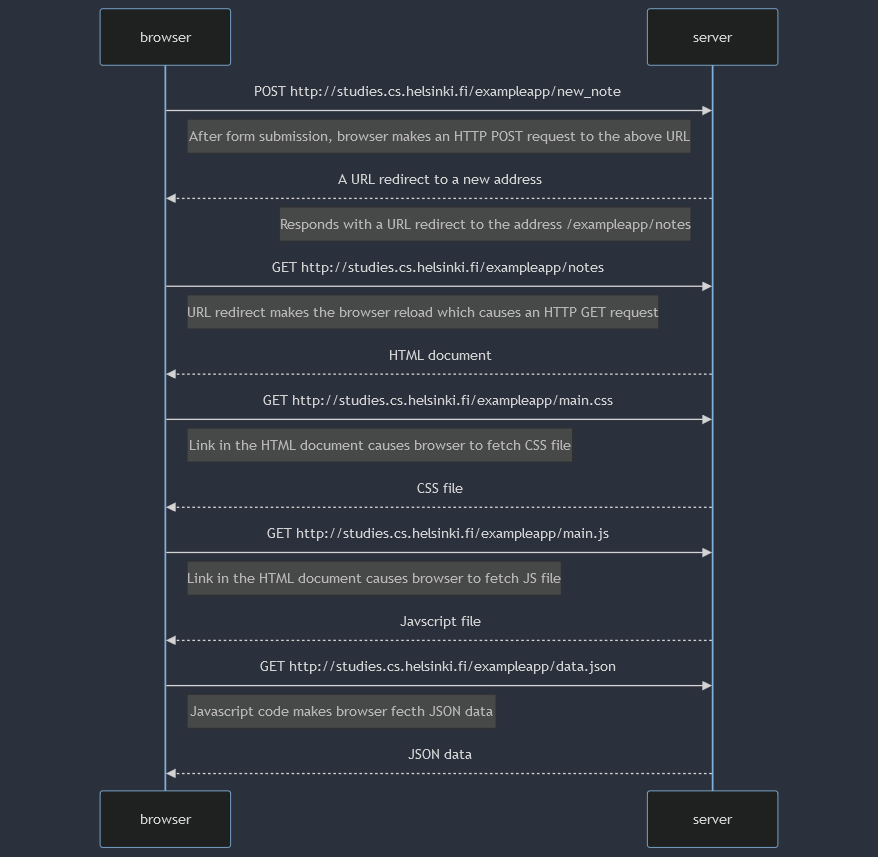 browser
server
POST http://studies.cs.helsinki.fi/exampleapp/new_note
After form submission, browser makes an HTTP POST request to the above URL
A URL redirect to a new address
Responds with a URL redirect to the address /exampleapp/notes
GET http://studies.cs.helsinki.fi/exampleapp/notes
URL redirect makes the browser reload which causes an HTTP GET request
HTML document
GET http://studies.cs.helsinki.fi/exampleapp/main.css
Link in the HTML document causes browser to fetch CSS file
CSS file
GET http://studies.cs.helsinki.fi/exampleapp/main.js
Link in the HTML document causes browser to fetch JS file
Javscript file
GET http://studies.cs.helsinki.fi/exampleapp/data.json
Javascript code makes browser fecth JSON data
JSON data
browser
server